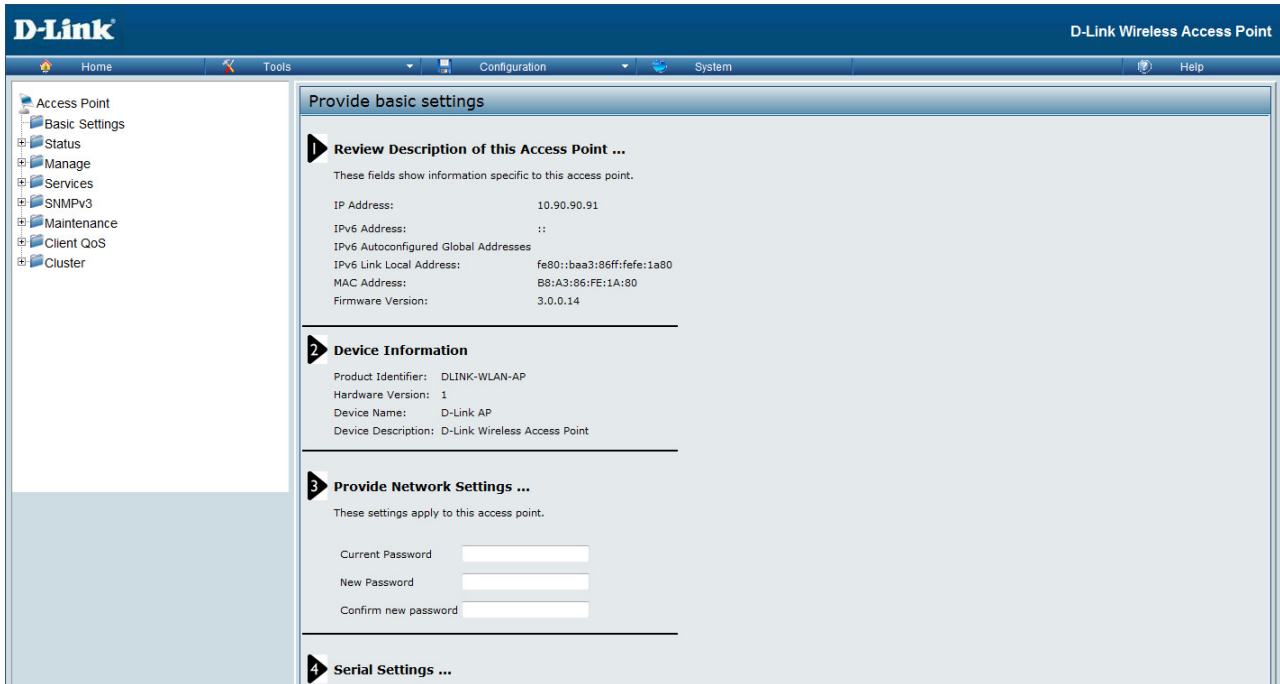 D-Link
D-Link Wireless Access Point
Home Tools Configuration System Help
Access Point
Basic Settings
Status
Manage
Services
SNMPv3
Maintenance
Client QoS
Cluster
Provide basic settings
1 Review Description of this Access Point ...
These fields show information specific to this access point.
IP Address: 10.90.90.91
IPv6 Address: ::
IPv6 Autoconfigured Global Addresses
IPv6 Link Local Address: fe80::baa3:86ff:fefe:1a80
MAC Address: B8:A3:86:FE:1A:80
Firmware Version: 3.0.0.14
2 Device Information
Product Identifier: DLINK-WLAN-AP
Hardware Version: 1
Device Name: D-Link AP
Device Description: D-Link Wireless Access Point
3 Provide Network Settings ...
These settings apply to this access point.
Current Password
New Password
Confirm new password
4 Serial Settings ...